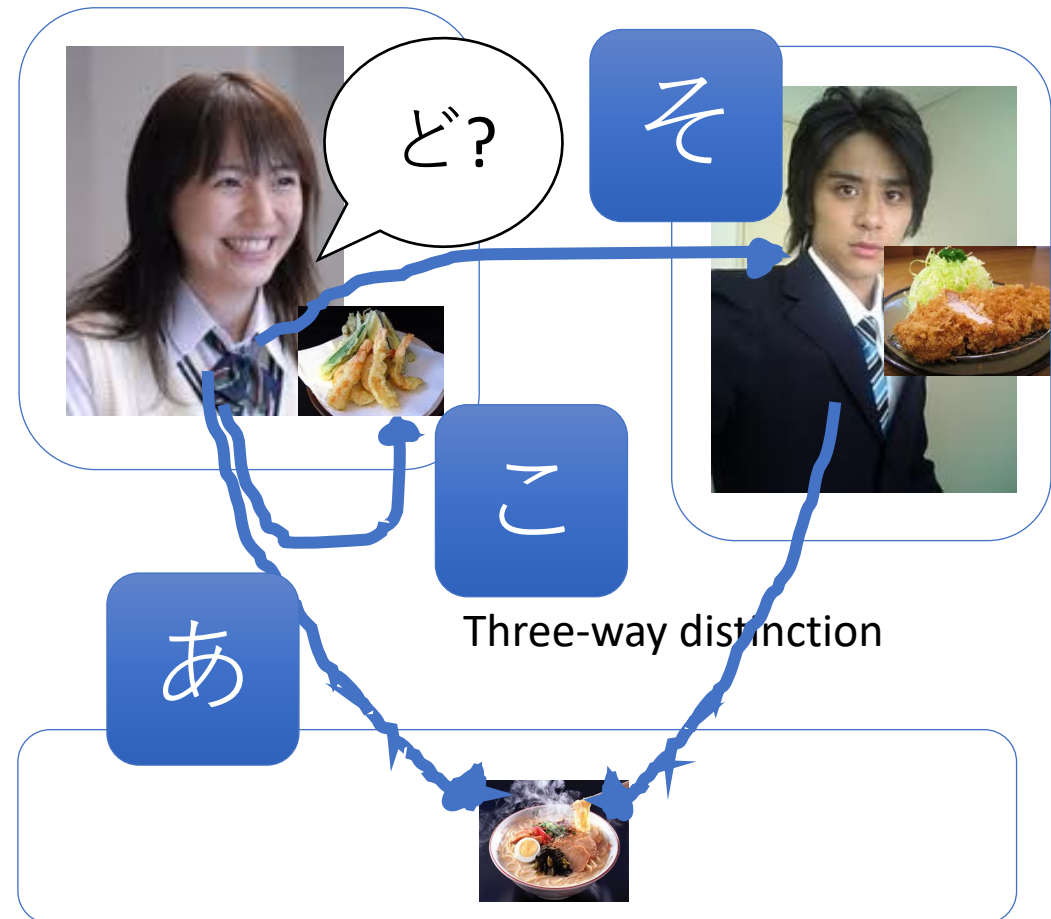 ど?
そ
こ
Three-way distinction
あ